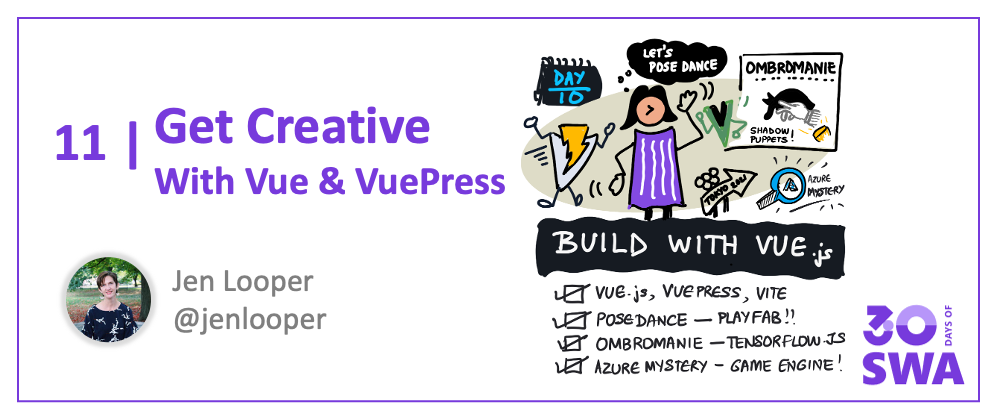 11 | Get Creative
With Vue & VuePress
Jen Looper
@jenlooper
DAY
10
LET'S
POSE DANCE
OMBROMANIE
SHADOW
PUPPETS!
V
TOKYO 2021
A
AZURE
MYSTERY
BUILD WITH VUE.js
VUE.js, VUEPRESS, VITE
POSEDANCE — PLAYFAB!!
OMBROMANIE — TENSORFLOW.JS
AZURE MYSTERY - GAME ENGINE!
30
DAYS OF
SWA